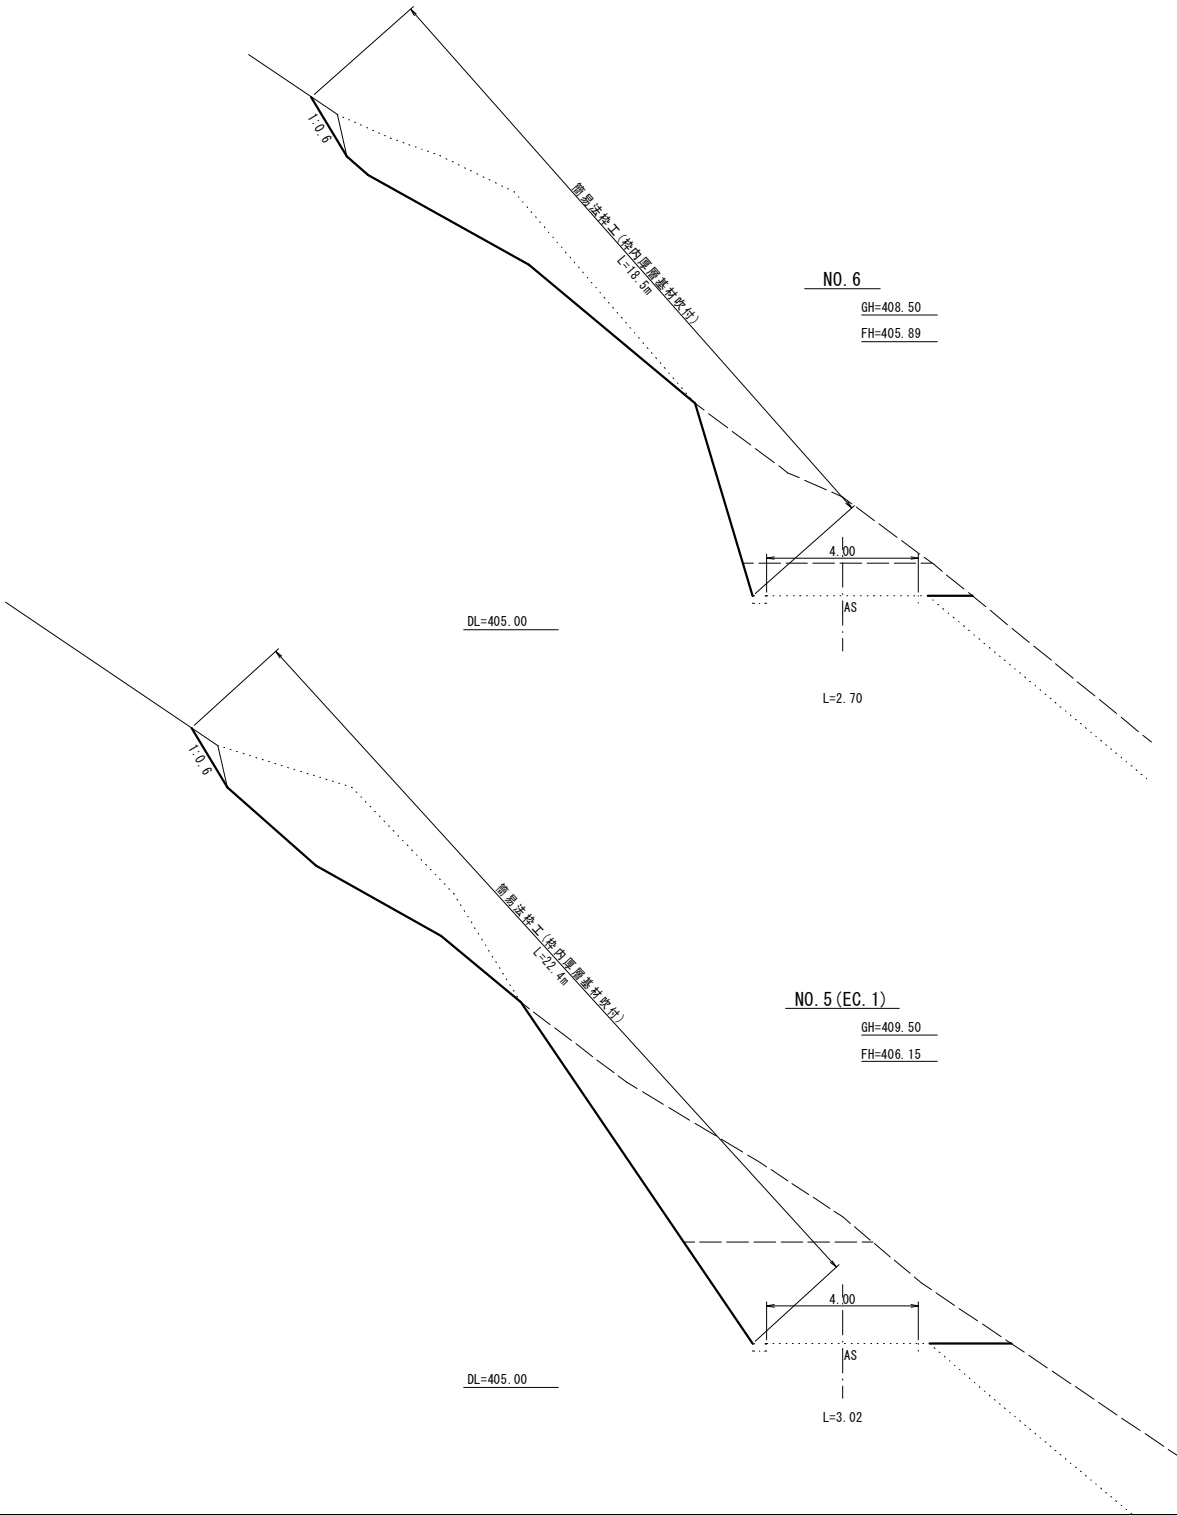 1:0.6
簡易法枠工(枠内厚層基材吹付)
L=18.5m
NO.6
GH=408.50
FH=405.89
4.00
AS
DL=405.00
L=2.70
1:0.6
簡易法枠工(枠内厚層基材吹付)
L=22.4m
NO.5(EC.1)
GH=409.50
FH=406.15
4.00
AS
DL=405.00
L=3.02